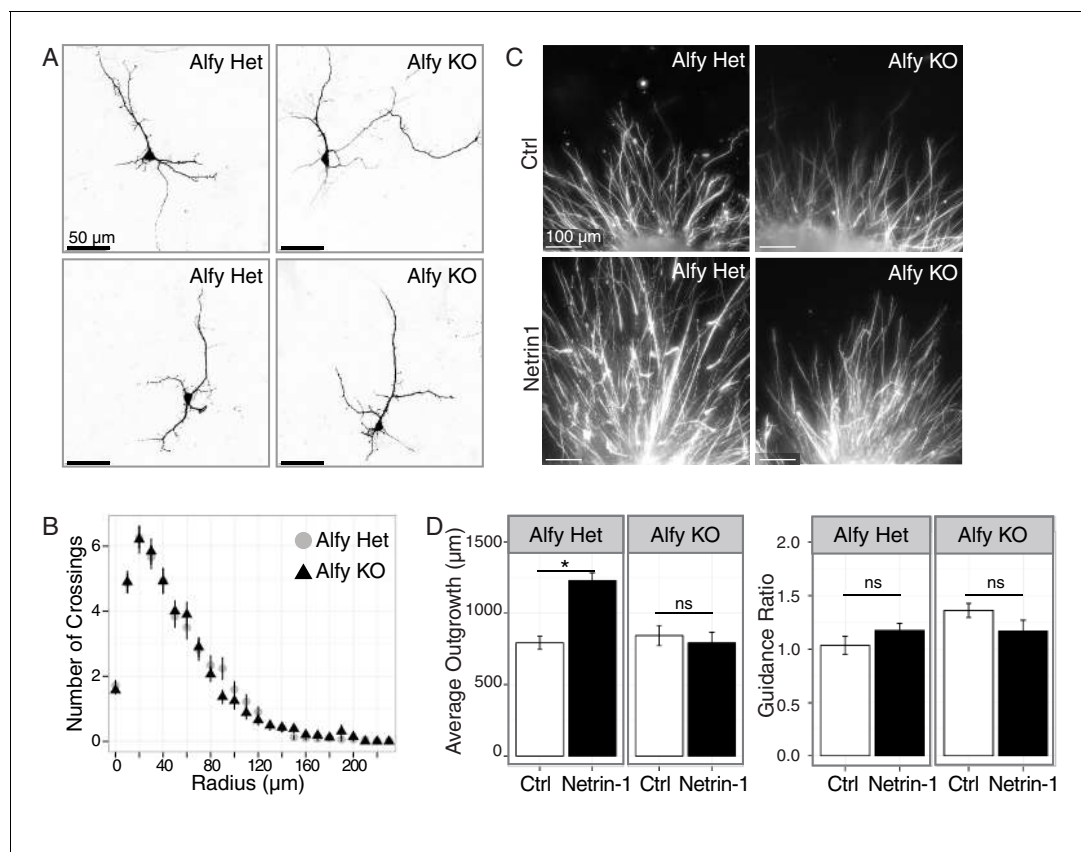 A
Alfy Het
Alfy KO
50 µm
Alfy Het
Alfy KO
C
Alfy Het
Alfy KO
Ctrl
100 µm
Alfy Het
Alfy KO
Netrin1
B
Number of Crossings
6
4
2
0
Alfy Het
Alfy KO
0 40 80 120 160 200
Radius (µm)
D
Average Outgrowth (µm)
1500
1000
500
0
Alfy Het
Alfy KO
*
ns
Ctrl Netrin-1 Ctrl Netrin-1
Guidance Ratio
2.0
1.5
1.0
0.5
0.0
Alfy Het
Alfy KO
ns
ns
Ctrl Netrin-1 Ctrl Netrin-1